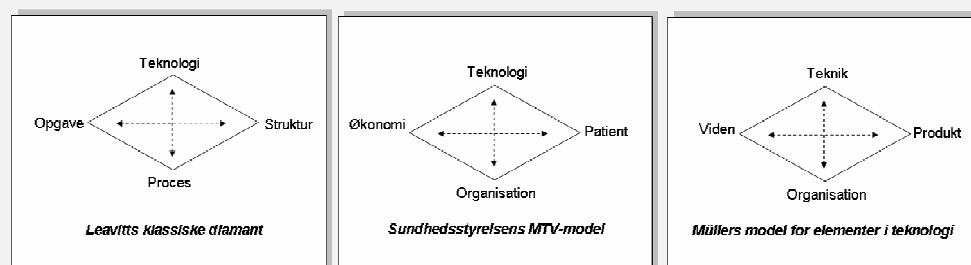 Teknologi
Opgave
Struktur
Proces
Leavitts klassiske diamant
Teknologi
Økonomi
Patient
Organisation
Sundhedsstyrelsens MTV-model
Teknik
Viden
Produkt
Organisation
Müllers model for elementer i teknologi